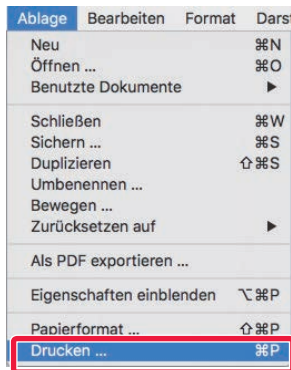 Ablage Bearbeiten Format Dars
Neu ⌘N
Öffnen ... ⌘O
Benutzte Dokumente ▶
Schließen ⌘W
Sichern ... ⌘S
Duplizieren ⇧⌘S
Umbenennen ...
Bewegen ...
Zurücksetzen auf ▶
Als PDF exportieren ...
Eigenschaften einblenden ⌥⌘P
Papierformat ... ⇧⌘P
Drucken ... ⌘P